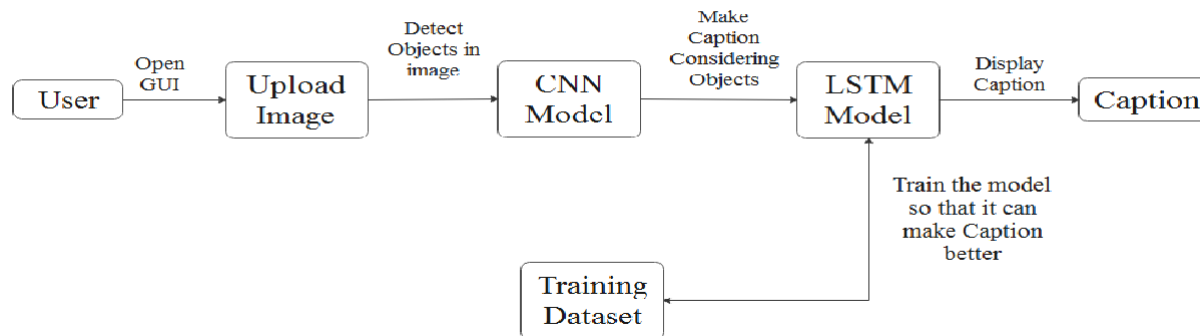 User
Open
GUI
Upload
Image
Detect
Objects in
image
CNN
Model
Make
Caption
Considering
Objects
LSTM
Model
Display
Caption
Caption
Train the model
so that it can
make Caption
better
Training
Dataset